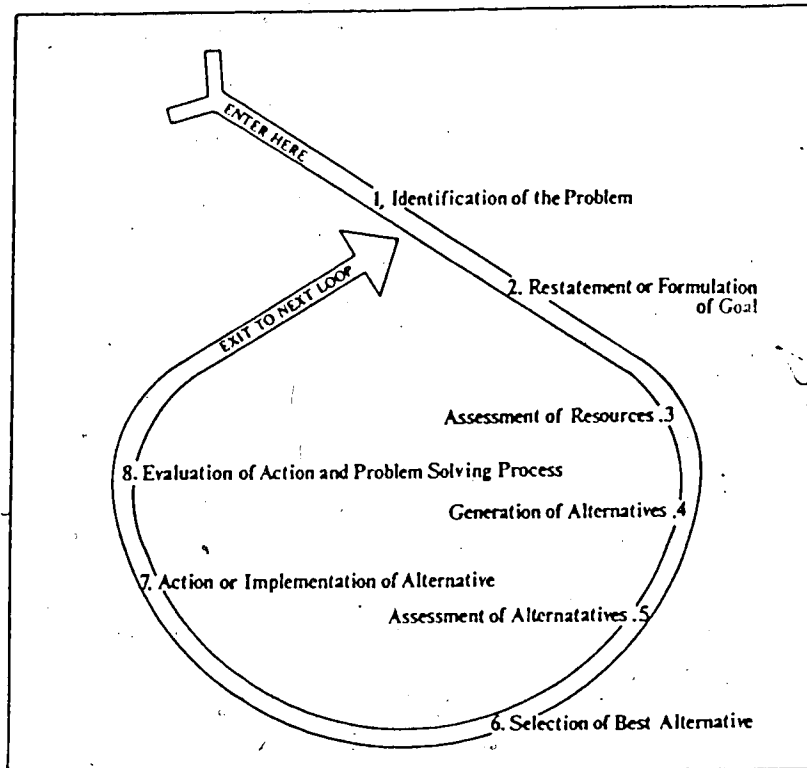 ENTER HERE
1. Identification of the Problem
2. Restatement or Formulation
of Goal
EXIT TO NEXT LOOP
Assessment of Resources .3
8. Evaluation of Action and Problem Solving Process
Generation of Alternatives .4
7. Action or Implementation of Alternative
Assessment of Alternatatives .5
6. Selection of Best Alternative